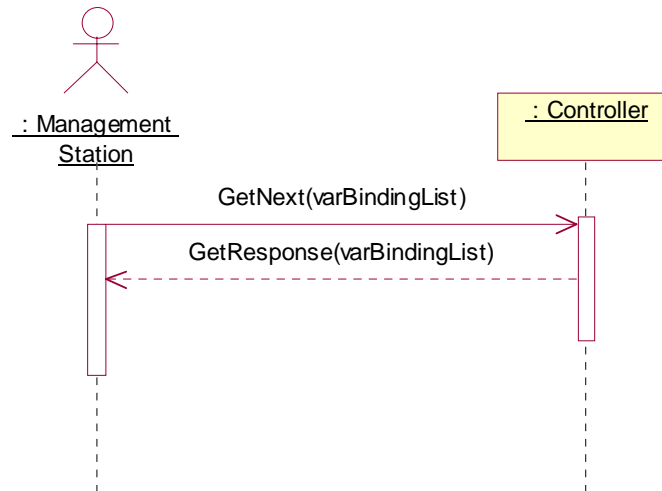 : Management
Station
: Controller
GetNext(varBindingList)
GetResponse(varBindingList)